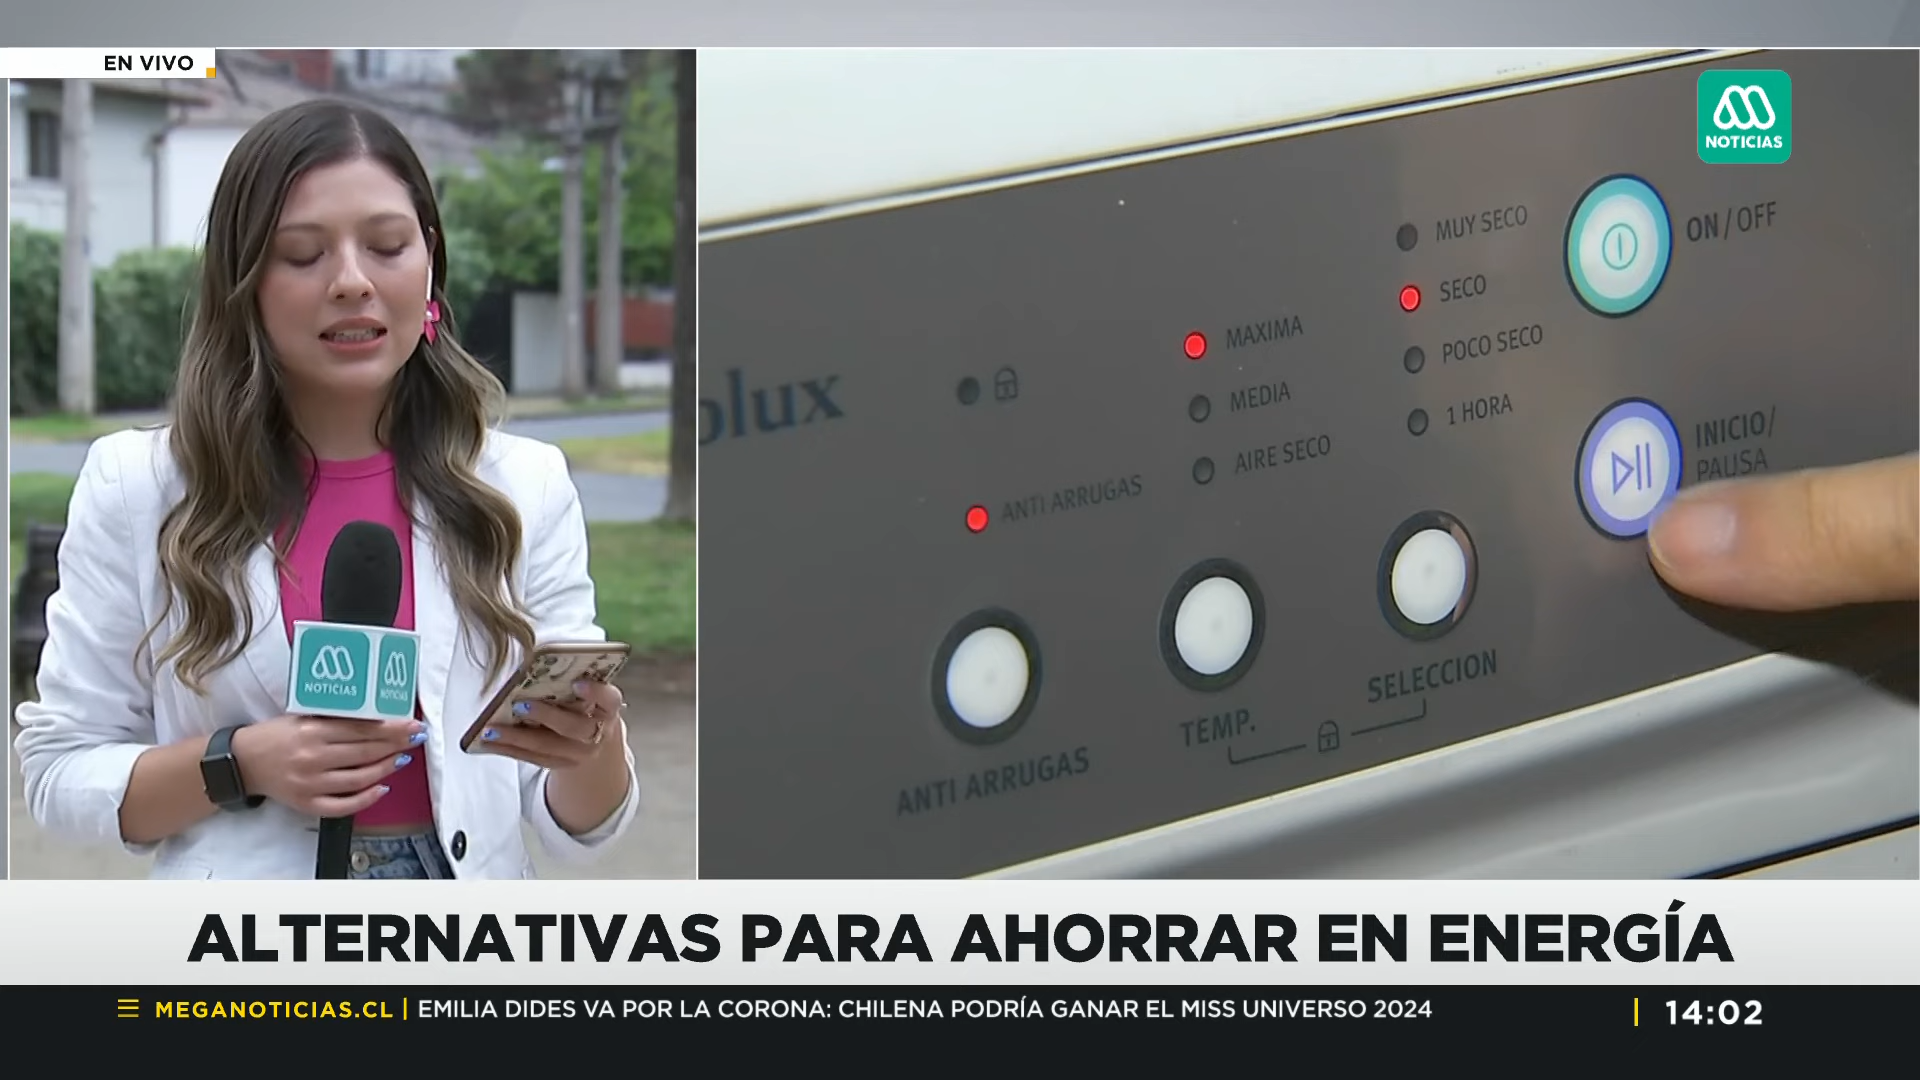 EN VIVO
NOTICIAS
MUY SECO
ON / OFF
SECO
MAXIMA
POCO SECO
olux
MEDIA
1 HORA
INICIO/
PAUSA
AIRE SECO
ANTI ARRUGAS
NOTICIAS
NOTICIAS
SELECCION
TEMP.
ANTI ARRUGAS
ALTERNATIVAS PARA AHORRAR EN ENERGÍA
MEGANOTICIAS.CL | EMILIA DIDES VA POR LA CORONA: CHILENA PODRÍA GANAR EL MISS UNIVERSO 2024 | 14:02